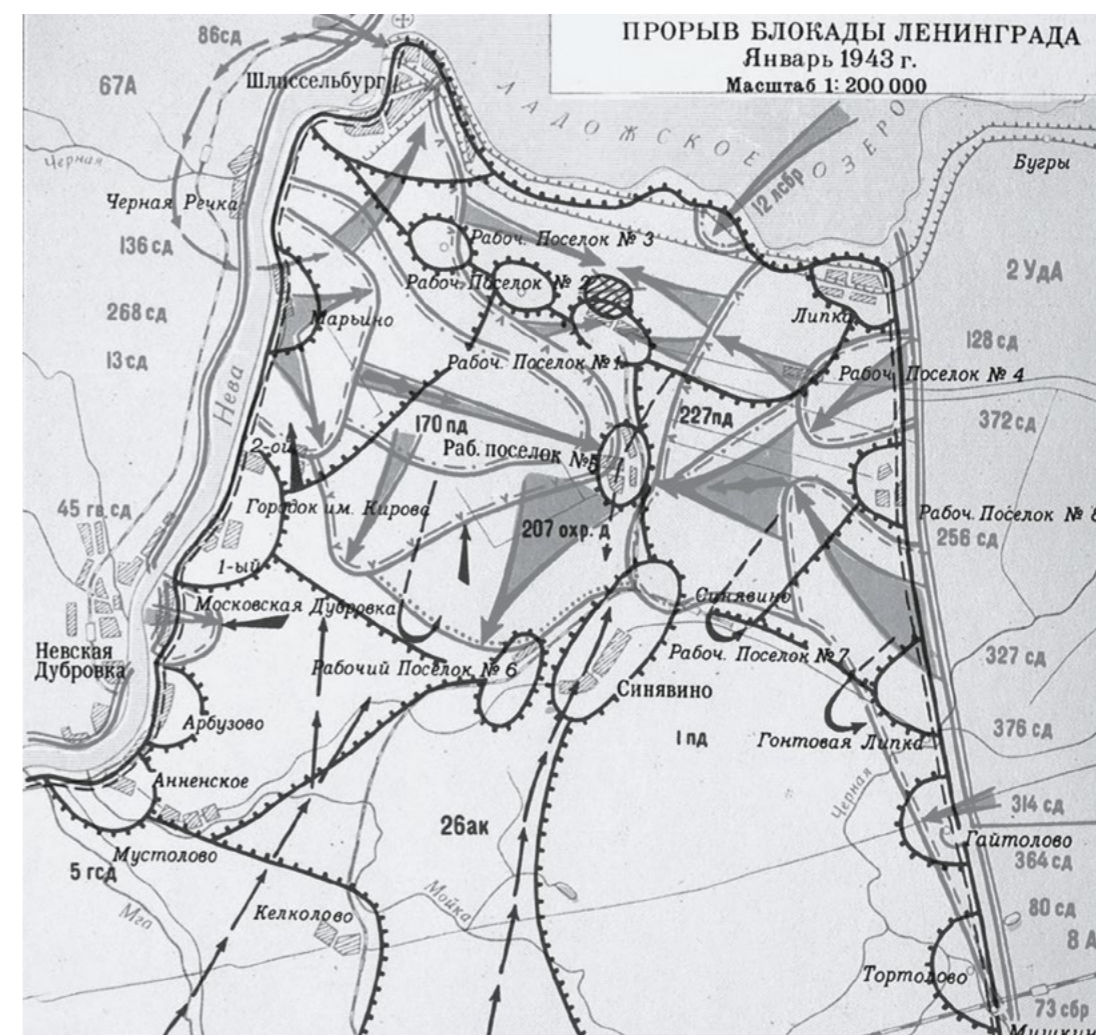 ПРОРЫВ БЛОКАДЫ ЛЕНИНГРАДА
Январь 1943 г.
Масштаб 1: 200 000
86сд
67А
Шлиссельбург
ЛАДОЖСКОЕ ОЗЕРО
Бугры
Черная
12 лсбр
Черная Речка
136 сд
Рабоч. Поселок № 3
2 УдА
Рабоч. Поселок № 2
268 сд
Марьино
Липка
128 сд
13 сд
Рабоч. Поселок №1
Рабоч. Поселок № 4
Нева
170 пд
227пд
372 сд
2-ой
Раб. поселок №5
Городок им. Кирова
45 гв. сд
207 охр. д
Рабоч. Поселок № 8
256 сд
1-ый
Московская Дубровка
Синявино
Невская
Дубровка
Рабочий Поселок № 6
Рабоч. Поселок №7
327 сд
Синявино
Арбузово
1 пд
Гонтовая Липка
376 сд
Анненское
Черная
314 сд
26ак
Гайтолово
Мустолово
5 гсд
364 сд
Мга
Келколово
Мойка
80 сд
8 А
Тортолово
73 сбр
Мишкин